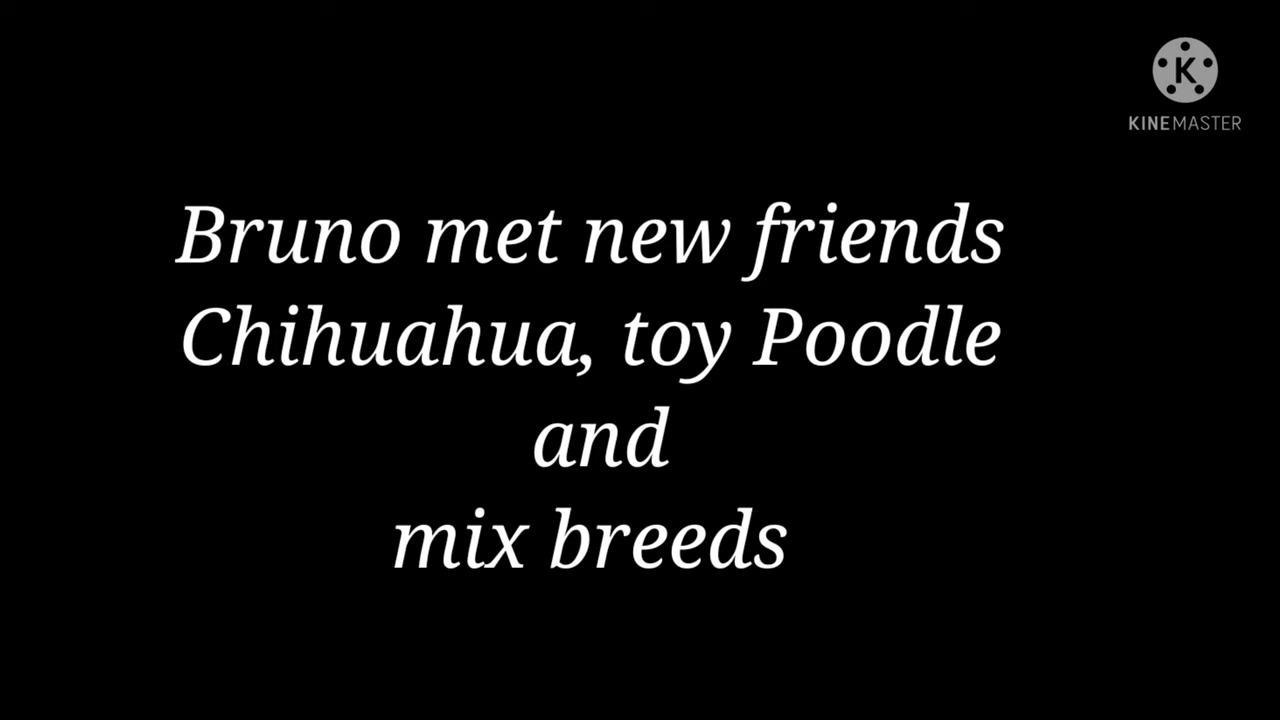 K
KINEMASTER
Bruno met new friends
Chihuahua, toy Poodle
and
mix breeds